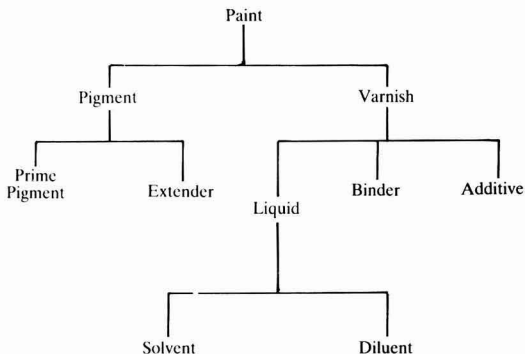 Paint
Pigment
Varnish
Prime
Pigment
Extender
Liquid
Binder
Additive
Solvent
Diluent